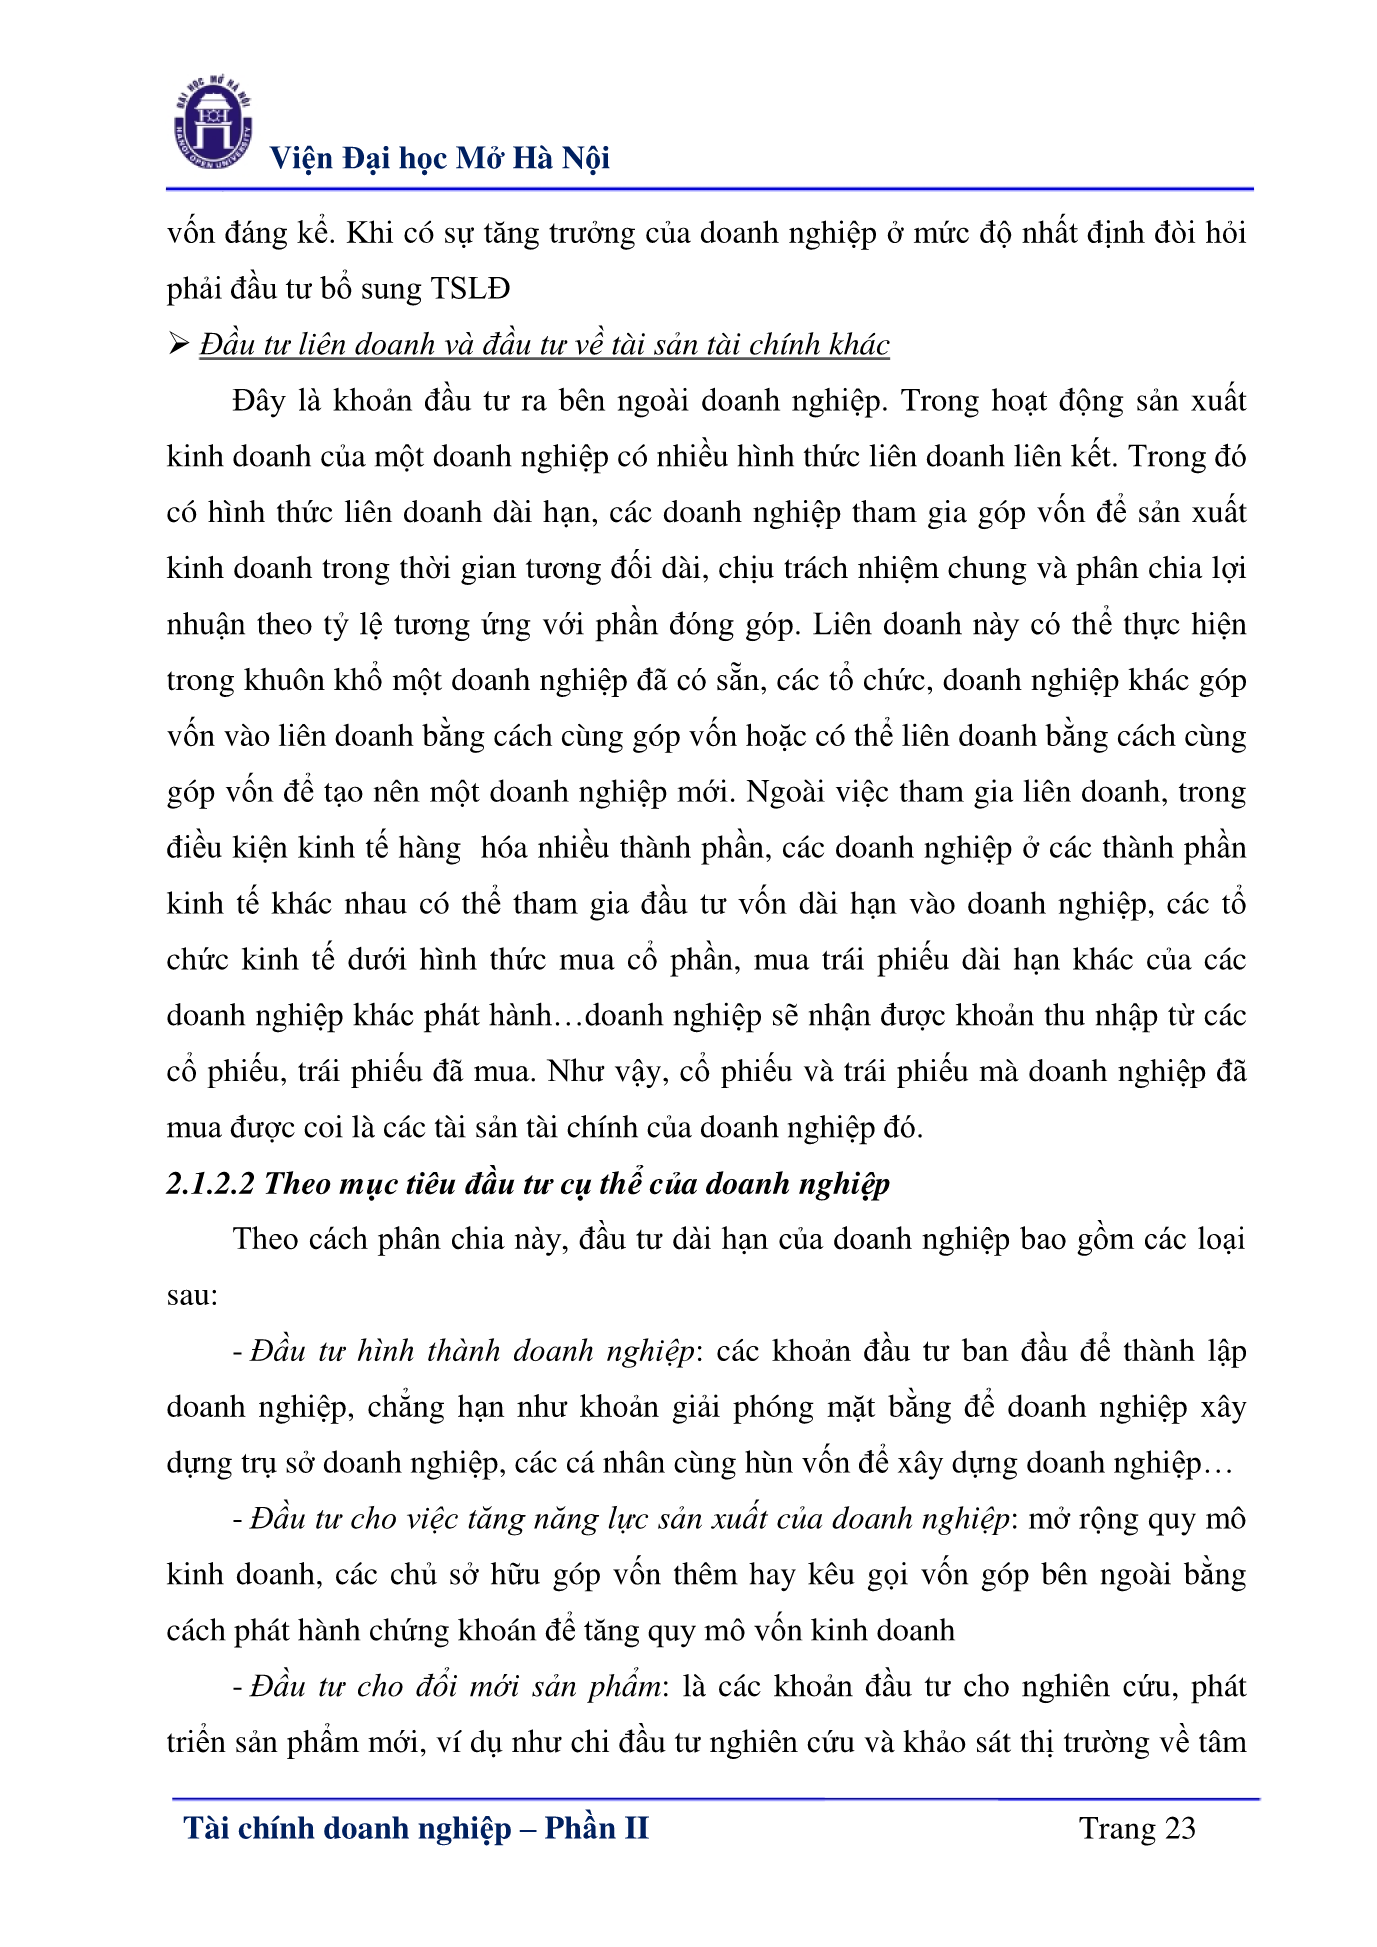 ĐẠI HỌC MỞ HÀ NỘI
HANOI OPEN UNIVERSITY
Viện Đại học Mở Hà Nội
vốn đáng kể. Khi có sự tăng trưởng của doanh nghiệp ở mức độ nhất định đòi hỏi
phải đầu tư bổ sung TSLĐ
➢ Đầu tư liên doanh và đầu tư về tài sản tài chính khác
Đây là khoản đầu tư ra bên ngoài doanh nghiệp. Trong hoạt động sản xuất
kinh doanh của một doanh nghiệp có nhiều hình thức liên doanh liên kết. Trong đó
có hình thức liên doanh dài hạn, các doanh nghiệp tham gia góp vốn để sản xuất
kinh doanh trong thời gian tương đối dài, chịu trách nhiệm chung và phân chia lợi
nhuận theo tỷ lệ tương ứng với phần đóng góp. Liên doanh này có thể thực hiện
trong khuôn khổ một doanh nghiệp đã có sẵn, các tổ chức, doanh nghiệp khác góp
vốn vào liên doanh bằng cách cùng góp vốn hoặc có thể liên doanh bằng cách cùng
góp vốn để tạo nên một doanh nghiệp mới. Ngoài việc tham gia liên doanh, trong
điều kiện kinh tế hàng  hóa nhiều thành phần, các doanh nghiệp ở các thành phần
kinh tế khác nhau có thể tham gia đầu tư vốn dài hạn vào doanh nghiệp, các tổ
chức kinh tế dưới hình thức mua cổ phần, mua trái phiếu dài hạn khác của các
doanh nghiệp khác phát hành…doanh nghiệp sẽ nhận được khoản thu nhập từ các
cổ phiếu, trái phiếu đã mua. Như vậy, cổ phiếu và trái phiếu mà doanh nghiệp đã
mua được coi là các tài sản tài chính của doanh nghiệp đó.
2.1.2.2 Theo mục tiêu đầu tư cụ thể của doanh nghiệp
Theo cách phân chia này, đầu tư dài hạn của doanh nghiệp bao gồm các loại
sau:
- Đầu tư hình thành doanh nghiệp: các khoản đầu tư ban đầu để thành lập
doanh nghiệp, chẳng hạn như khoản giải phóng mặt bằng để doanh nghiệp xây
dựng trụ sở doanh nghiệp, các cá nhân cùng hùn vốn để xây dựng doanh nghiệp…
- Đầu tư cho việc tăng năng lực sản xuất của doanh nghiệp: mở rộng quy mô
kinh doanh, các chủ sở hữu góp vốn thêm hay kêu gọi vốn góp bên ngoài bằng
cách phát hành chứng khoán để tăng quy mô vốn kinh doanh
- Đầu tư cho đổi mới sản phẩm: là các khoản đầu tư cho nghiên cứu, phát
triển sản phẩm mới, ví dụ như chi đầu tư nghiên cứu và khảo sát thị trường về tâm
Tài chính doanh nghiệp – Phần II
Trang 23